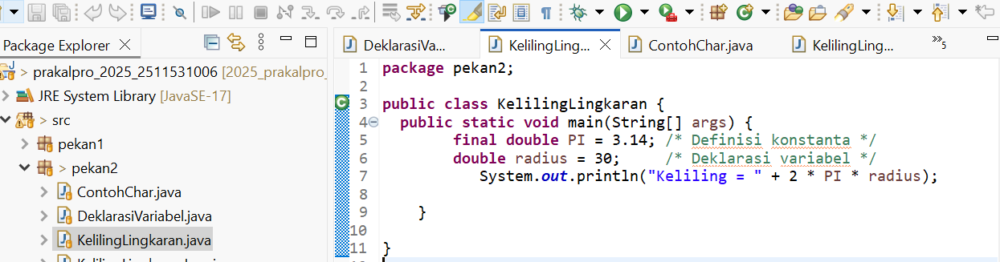 Package Explorer
> prakalpro_2025_2511531006 [2025_prakalpro_
JRE System Library [JavaSE-17]
> src
pekan1
> pekan2
ContohChar.java
DeklarasiVariabel.java
KelilingLingkaran.java
DeklarasiVa...
KelilingLing...
ContohChar.java
KelilingLing...
»5
1 package pekan2;
2
3 public class KelilingLingkaran {
4 public static void main(String[] args) {
5 final double PI = 3.14; /* Definisi konstanta */
6 double radius = 30; /* Deklarasi variabel */
7 System.out.println("Keliling = " + 2 * PI * radius);
8
9 }
10
11 }